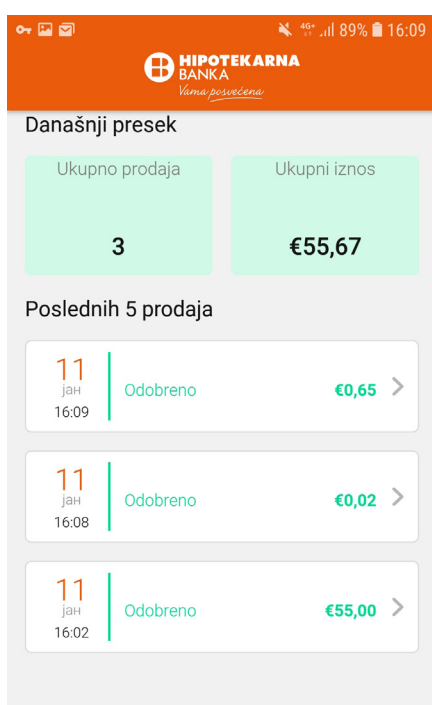 4G+ 89% 16:09
HIPOTEKARNA
BANKA
Vama posvećena
Današnji presek
Ukupno prodaja Ukupni iznos
3 €55,67
Poslednih 5 prodaja
11
јан
16:09
Odobreno €0,65
11
јан
16:08
Odobreno €0,02
11
јан
16:02
Odobreno €55,00